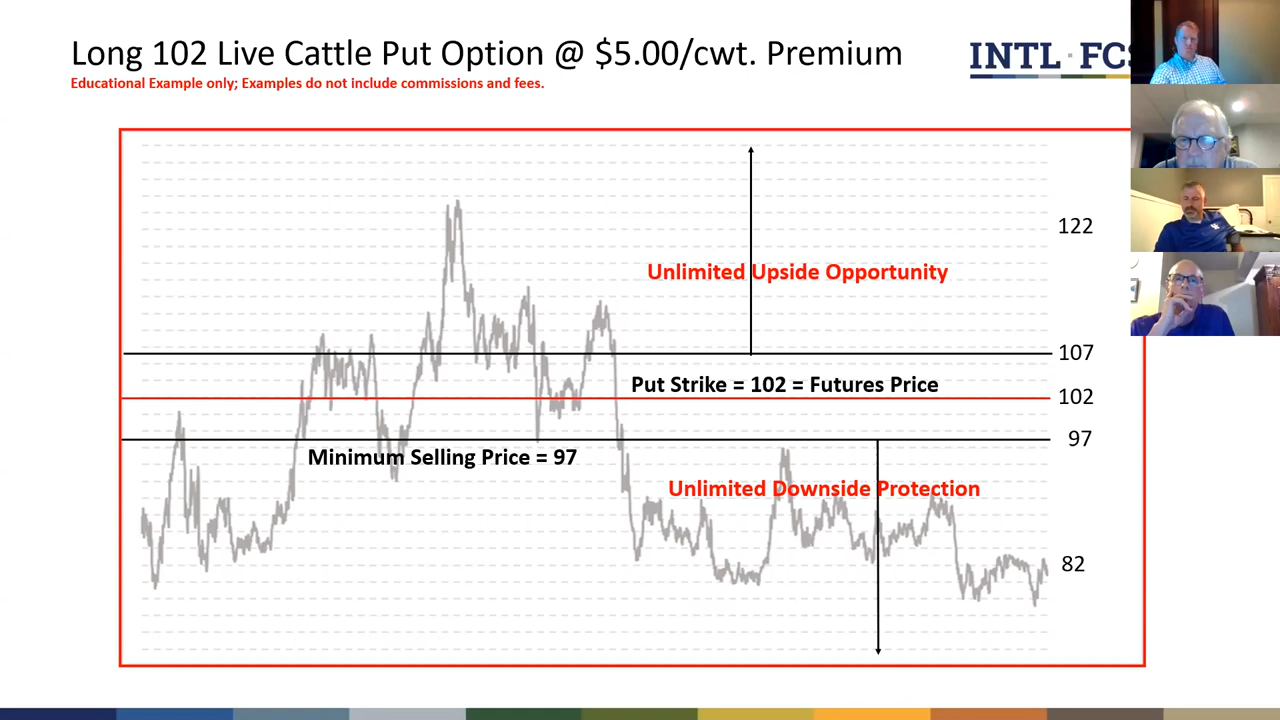 Long 102 Live Cattle Put Option @ $5.00/cwt. Premium
INTL FCS
Educational Example only; Examples do not include commissions and fees.
122
Unlimited Upside Opportunity
107
Put Strike = 102 = Futures Price
102
97
Minimum Selling Price = 97
Unlimited Downside Protection
82